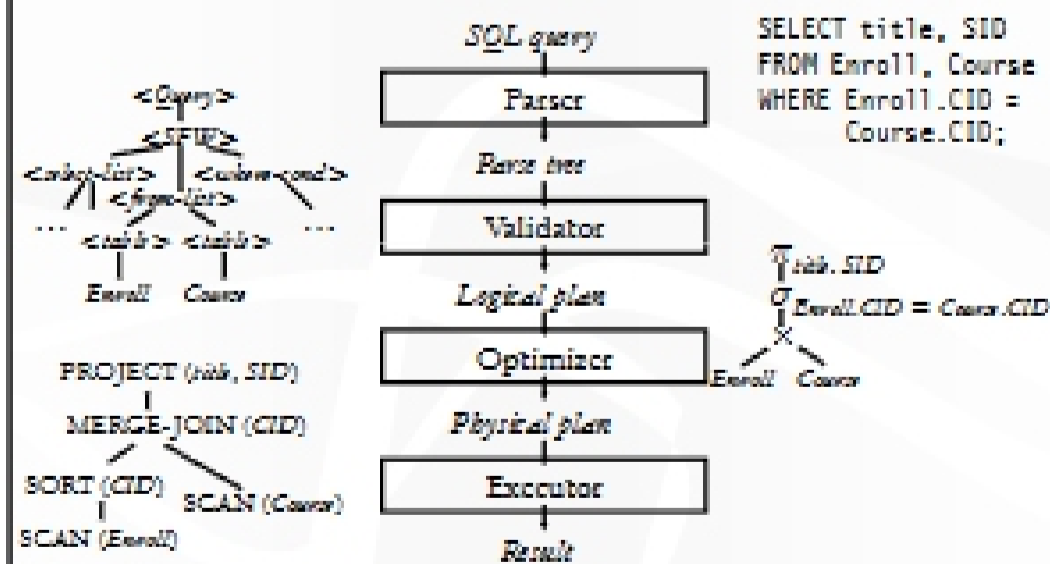 SQL query
Parser
Parse tree
Validator
Logical plan
Optimizer
Physical plan
Executor
Result
SELECT title, SID
FROM Enroll, Course
WHERE Enroll.CID =
Course.CID;
<Query>
<SFW>
<select-list> <where-cond>
<from-list>
... <table> <table> ...
Enroll Course
π title, SID
σ Enroll.CID = Course.CID
×
Enroll Course
PROJECT (title, SID)
MERGE-JOIN (CID)
SORT (CID)
SCAN (Course)
SCAN (Enroll)